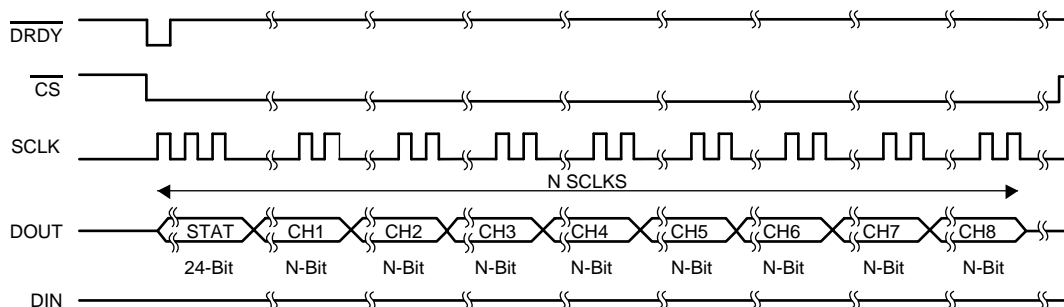 DRDY
CS
SCLK
N SCLKS
DOUT STAT CH1 CH2 CH3 CH4 CH5 CH6 CH7 CH8
24-Bit N-Bit N-Bit N-Bit N-Bit N-Bit N-Bit N-Bit N-Bit
DIN